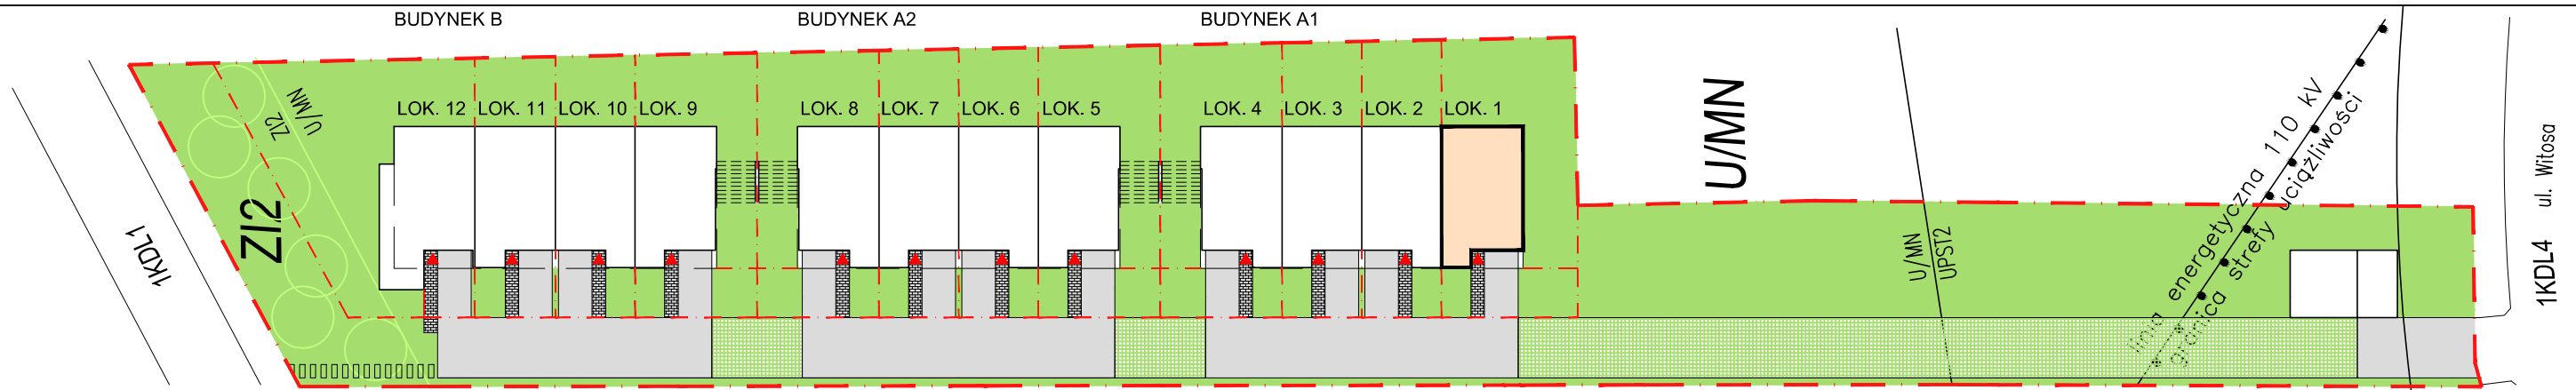 BUDYNEK B
BUDYNEK A2
BUDYNEK A1
LOK. 12
LOK. 11
LOK. 10
LOK. 9
LOK. 8
LOK. 7
LOK. 6
LOK. 5
LOK. 4
LOK. 3
LOK. 2
LOK. 1
U/MN
ZI2
ZI2
1KDL1
U/MN
U/MN
UPST2
linia energetyczna 110 kV
granica strefy uciążliwości
1KDL4 ul. Witosa